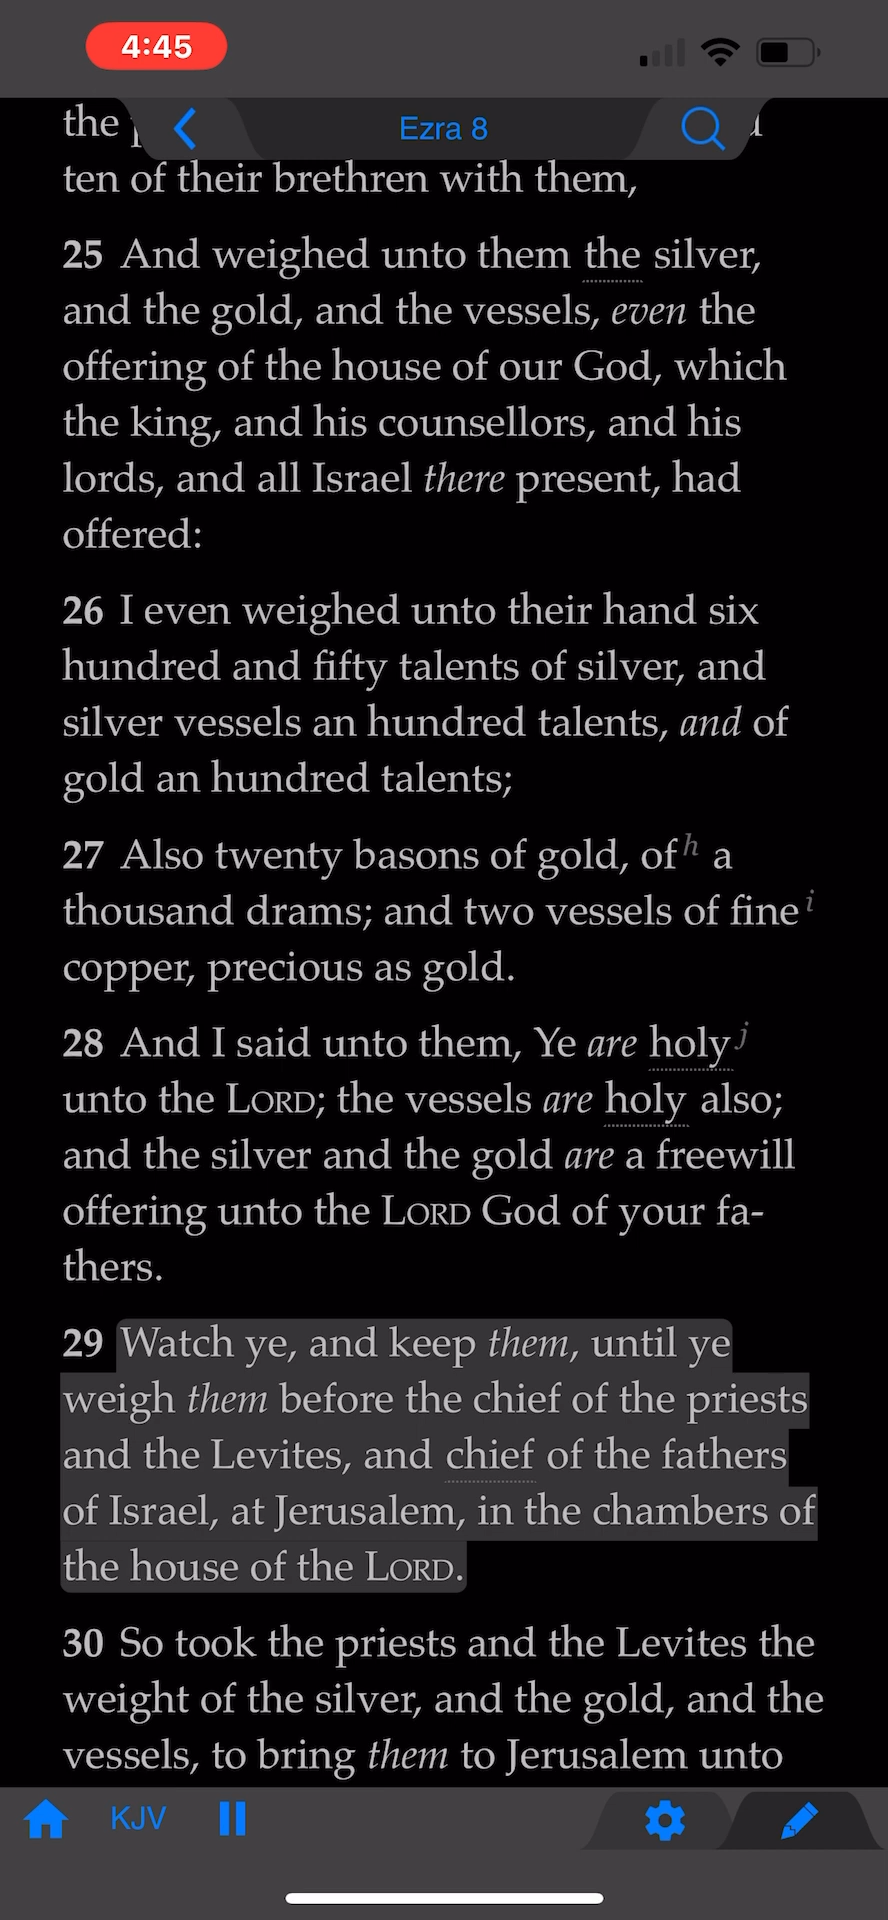 4:45
Ezra 8
the
ten of their brethren with them,
25 And weighed unto them the silver,
and the gold, and the vessels, even the
offering of the house of our God, which
the king, and his counsellors, and his
lords, and all Israel there present, had
offered:
26 I even weighed unto their hand six
hundred and fifty talents of silver, and
silver vessels an hundred talents, and of
gold an hundred talents;
27 Also twenty basons of gold, of h a
thousand drams; and two vessels of fine i
copper, precious as gold.
28 And I said unto them, Ye are holy j
unto the LORD; the vessels are holy also;
and the silver and the gold are a freewill
offering unto the LORD God of your fa-
thers.
29 Watch ye, and keep them, until ye
weigh them before the chief of the priests
and the Levites, and chief of the fathers
of Israel, at Jerusalem, in the chambers of
the house of the LORD.
30 So took the priests and the Levites the
weight of the silver, and the gold, and the
vessels, to bring them to Jerusalem unto
KJV